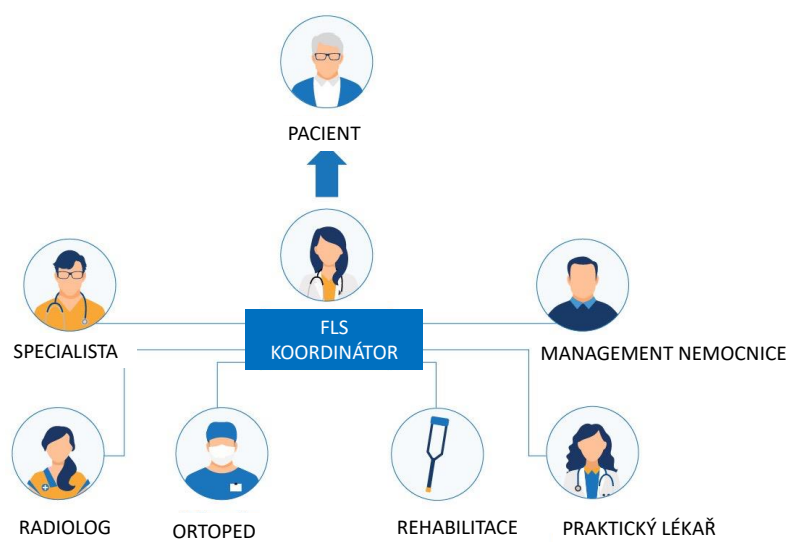 PACIENT
FLS
KOORDINÁTOR
SPECIALISTA
MANAGEMENT NEMOCNICE
RADIOLOG
ORTOPED
REHABILITACE
PRAKTICKÝ LÉKAŘ